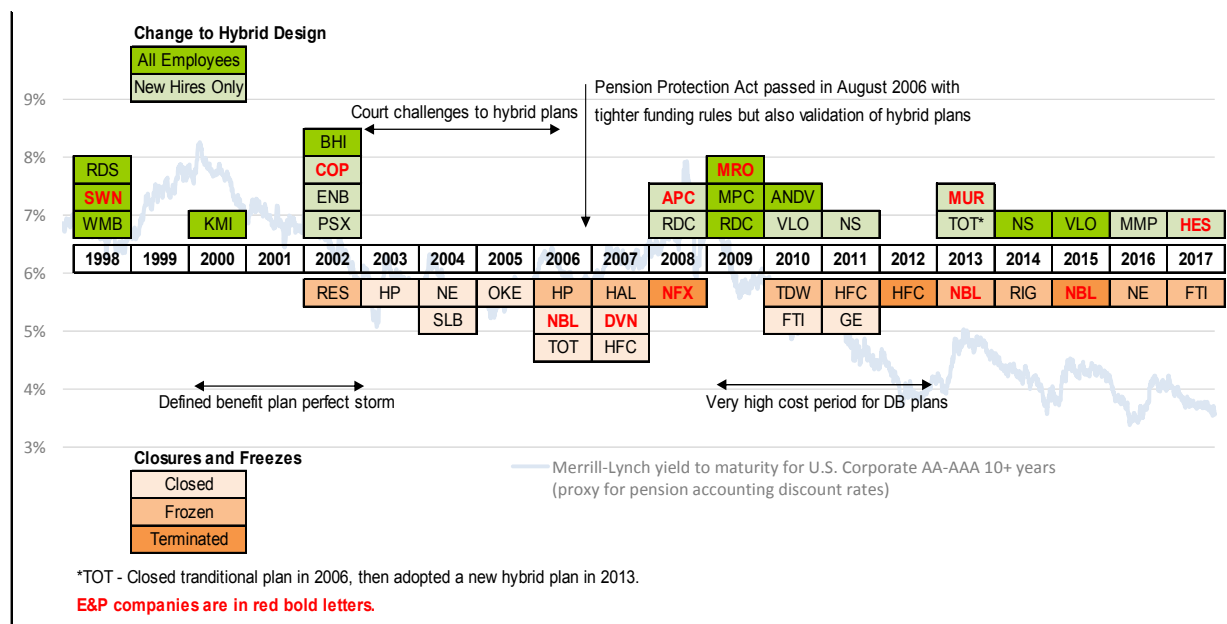 Change to Hybrid Design
All Employees
New Hires Only
Pension Protection Act passed in August 2006 with
tighter funding rules but also validation of hybrid plans
Court challenges to hybrid plans
9%
8%
7%
6%
5%
4%
3%
BHI
RDS COP MRO
SWN ENB APC MPC ANDV MUR
WMB KMI PSX RDC RDC VLO NS TOT* NS VLO MMP HES
1998 1999 2000 2001 2002 2003 2004 2005 2006 2007 2008 2009 2010 2011 2012 2013 2014 2015 2016 2017
RES HP NE OKE HP HAL NFX TDW HFC HFC NBL RIG NBL NE FTI
SLB NBL DVN FTI GE
TOT HFC
Defined benefit plan perfect storm
Very high cost period for DB plans
Closures and Freezes
Closed
Frozen
Terminated
Merrill-Lynch yield to maturity for U.S. Corporate AA-AAA 10+ years
(proxy for pension accounting discount rates)
*TOT - Closed tranditional plan in 2006, then adopted a new hybrid plan in 2013.
E&P companies are in red bold letters.